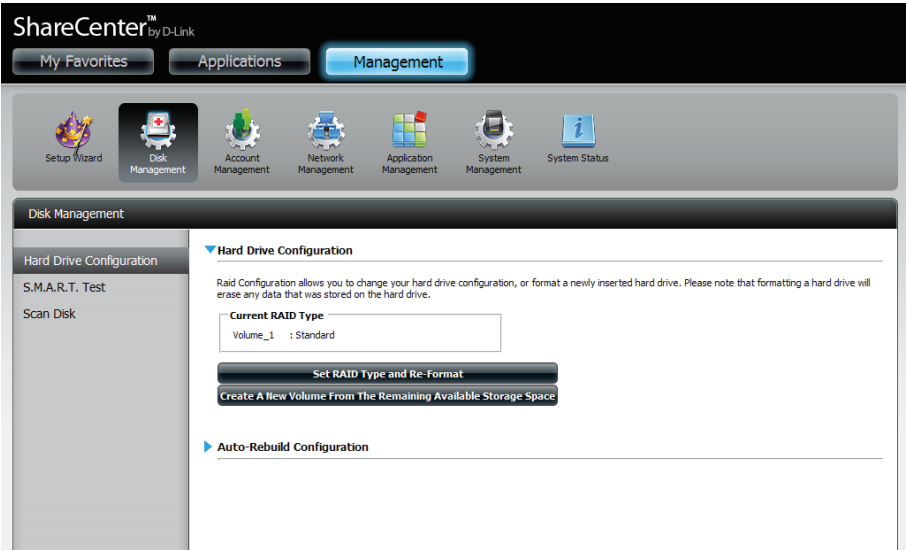 ShareCenter™ by D-Link
My Favorites
Applications
Management
Setup Wizard
Disk
Management
Account
Management
Network
Management
Application
Management
System
Management
System Status
Disk Management
Hard Drive Configuration
S.M.A.R.T. Test
Scan Disk
Hard Drive Configuration
Raid Configuration allows you to change your hard drive configuration, or format a newly inserted hard drive. Please note that formatting a hard drive will
erase any data that was stored on the hard drive.
Current RAID Type
Volume_1 : Standard
Set RAID Type and Re-Format
Create A New Volume From The Remaining Available Storage Space
Auto-Rebuild Configuration